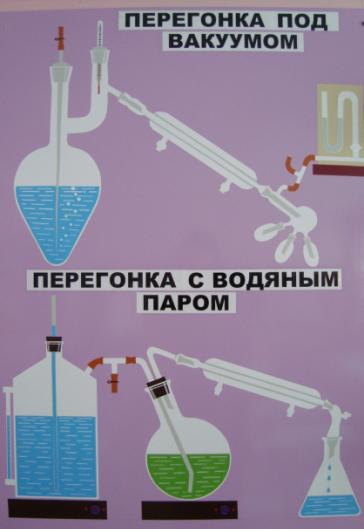 ПЕРЕГОНКА ПОД
ВАКУУМОМ
ПЕРЕГОНКА С ВОДЯНЫМ
ПАРОМ